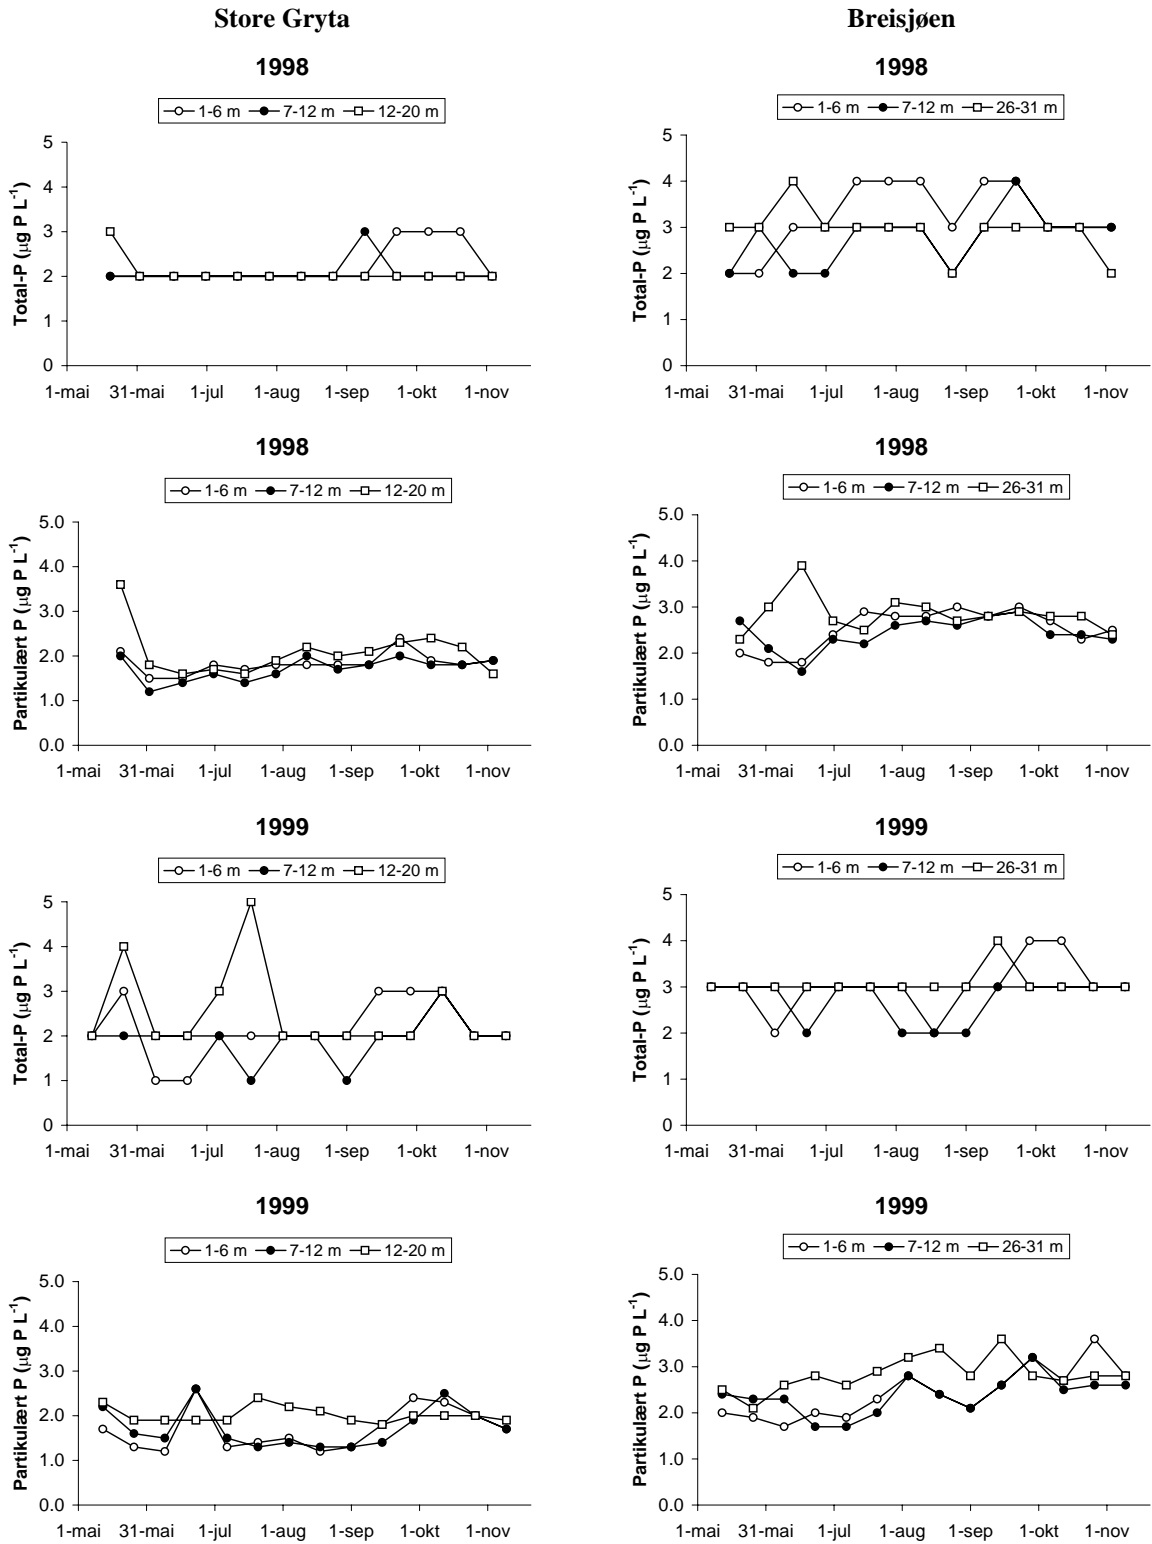 Store Gryta
Breisjøen
1998
1998
1-6 m 7-12 m 12-20 m
1-6 m 7-12 m 26-31 m
Total-P (µg P L-1)
5
4
3
2
1
0
1-mai 31-mai 1-jul 1-aug 1-sep 1-okt 1-nov
Total-P (µg P L-1)
5
4
3
2
1
0
1-mai 31-mai 1-jul 1-aug 1-sep 1-okt 1-nov
1998
1998
1-6 m 7-12 m 12-20 m
1-6 m 7-12 m 26-31 m
Partikulært P (µg P L-1)
5.0
4.0
3.0
2.0
1.0
0.0
1-mai 31-mai 1-jul 1-aug 1-sep 1-okt 1-nov
Partikulært P (µg P L-1)
5.0
4.0
3.0
2.0
1.0
0.0
1-mai 31-mai 1-jul 1-aug 1-sep 1-okt 1-nov
1999
1999
1-6 m 7-12 m 12-20 m
1-6 m 7-12 m 26-31 m
Total-P (µg P L-1)
5
4
3
2
1
0
1-mai 31-mai 1-jul 1-aug 1-sep 1-okt 1-nov
Total-P (µg P L-1)
5
4
3
2
1
0
1-mai 31-mai 1-jul 1-aug 1-sep 1-okt 1-nov
1999
1999
1-6 m 7-12 m 12-20 m
1-6 m 7-12 m 26-31 m
Partikulært P (µg P L-1)
5.0
4.0
3.0
2.0
1.0
0.0
1-mai 31-mai 1-jul 1-aug 1-sep 1-okt 1-nov
Partikulært P (µg P L-1)
5.0
4.0
3.0
2.0
1.0
0.0
1-mai 31-mai 1-jul 1-aug 1-sep 1-okt 1-nov